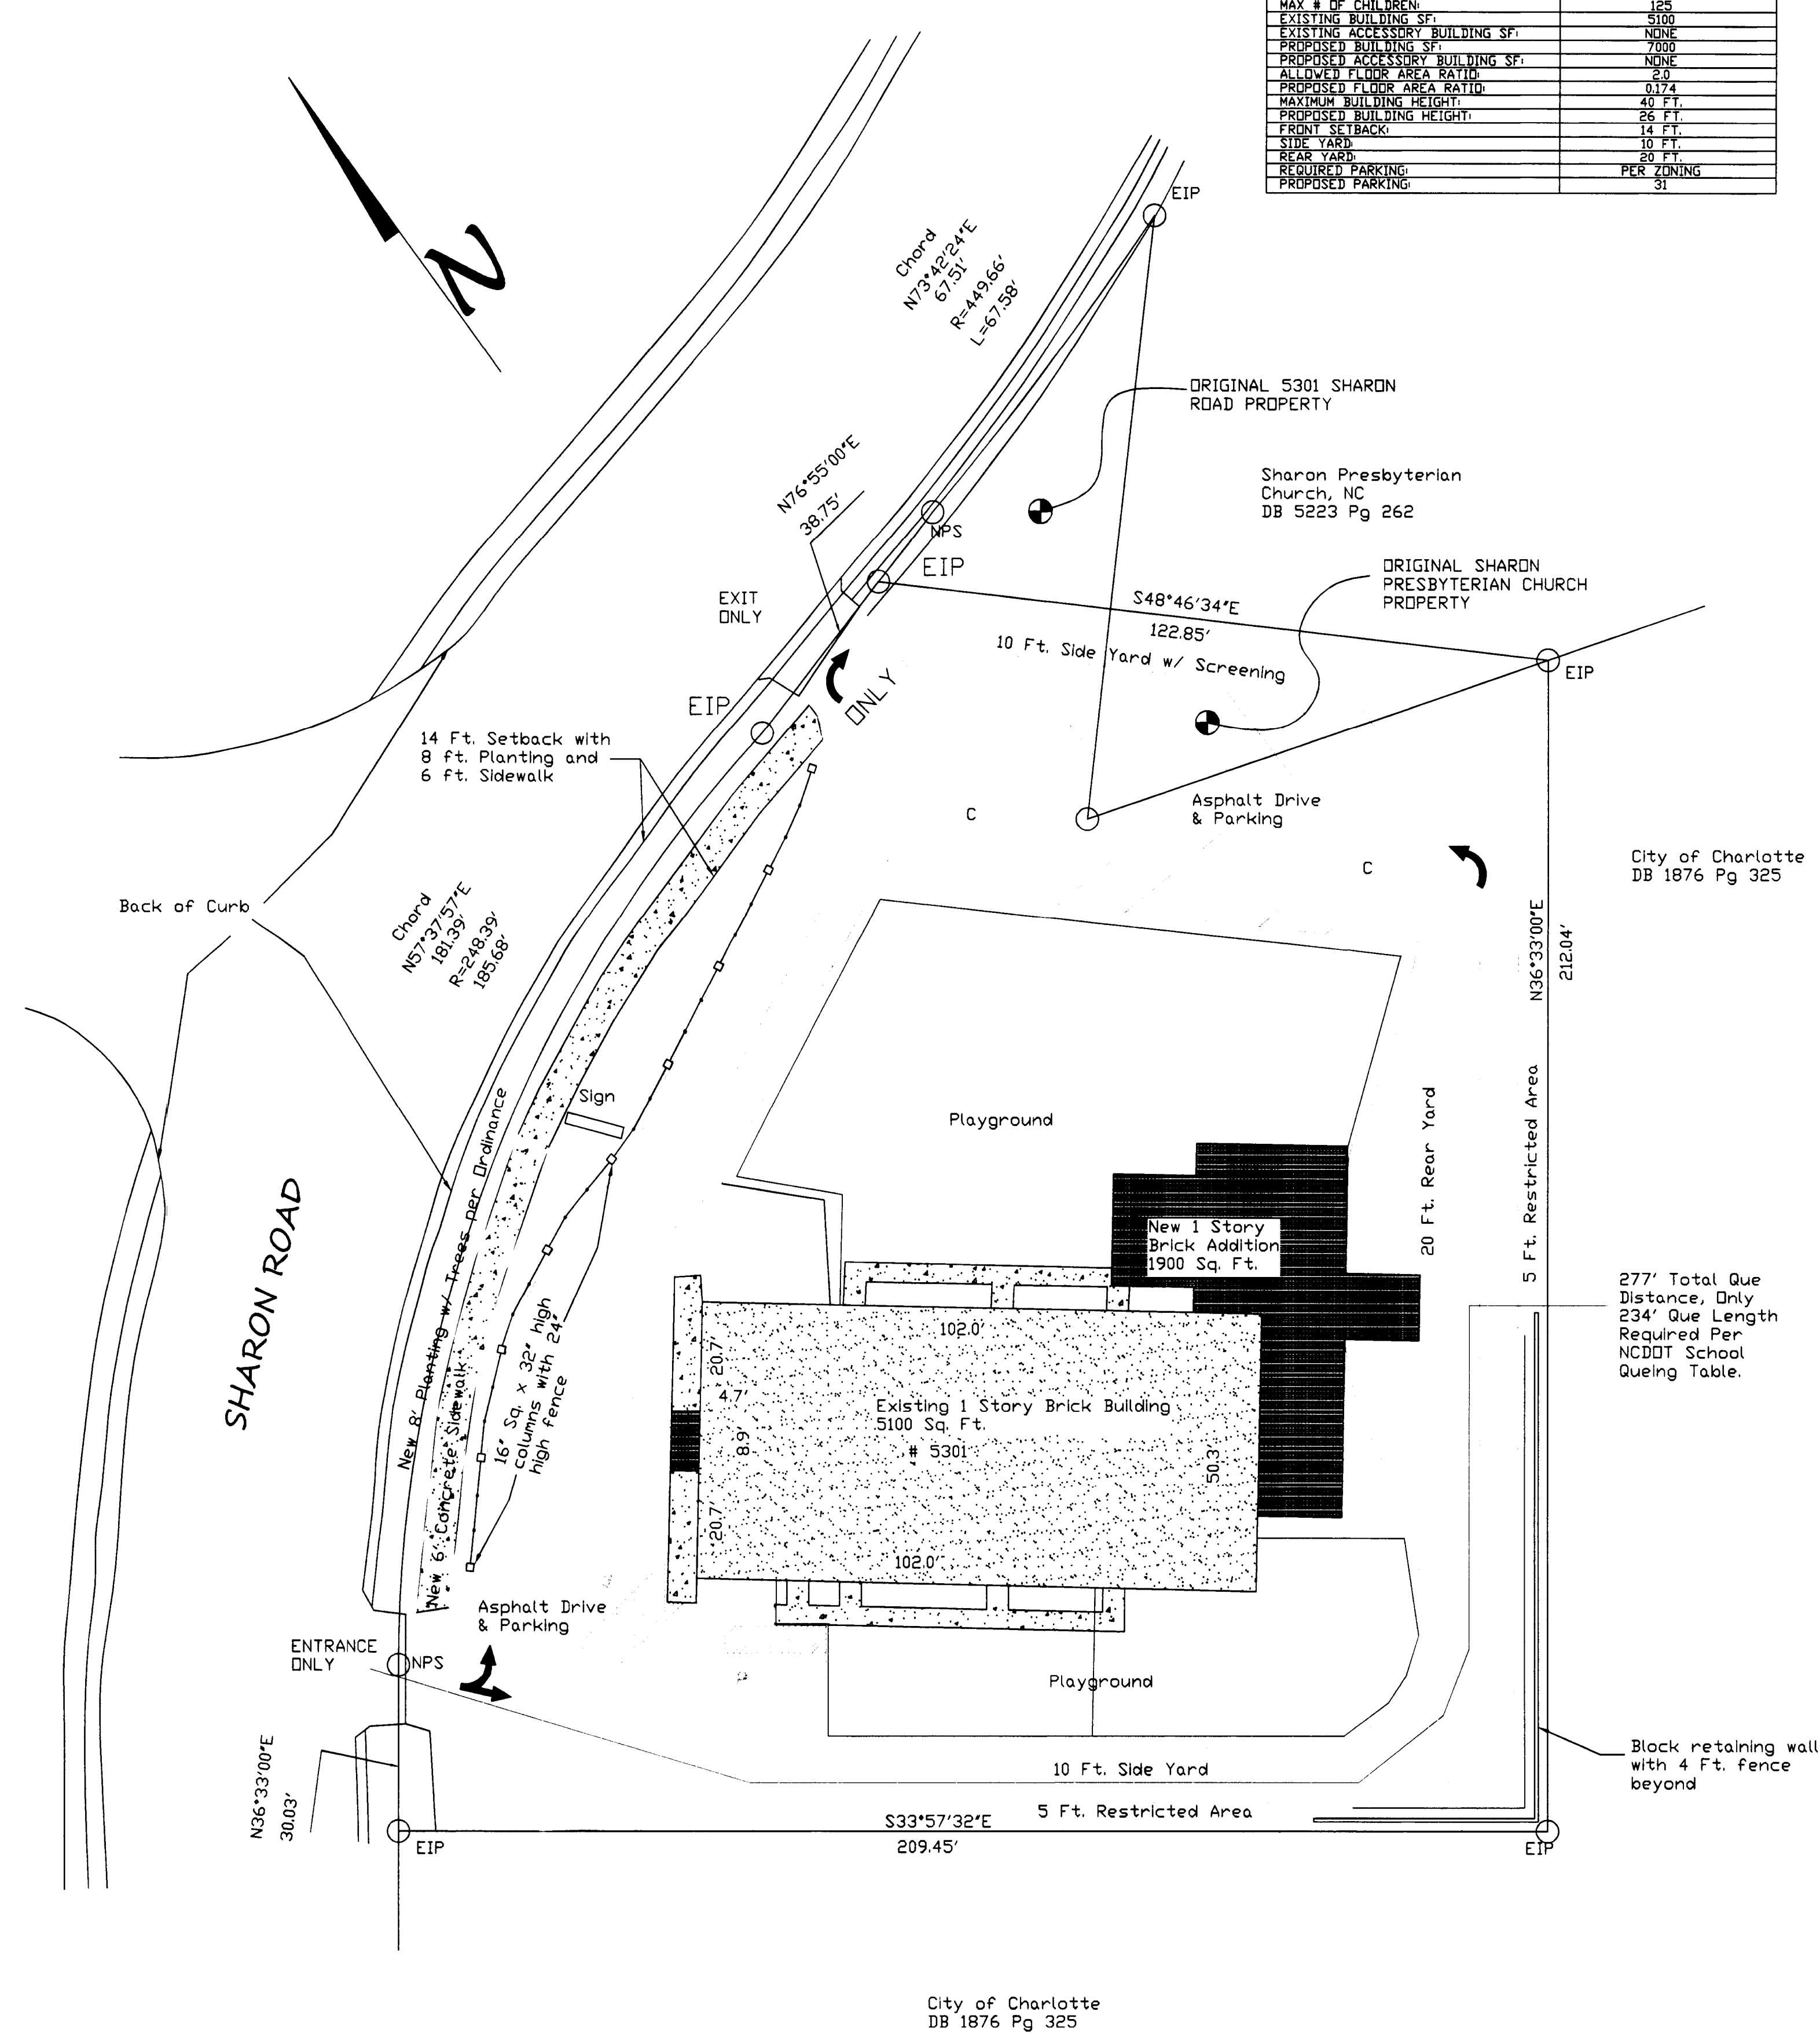 MAX # OF CHILDREN: 125
EXISTING BUILDING SF: 5100
EXISTING ACCESSORY BUILDING SF: NONE
PROPOSED BUILDING SF: 7000
PROPOSED ACCESSORY BUILDING SF: NONE
ALLOWED FLOOR AREA RATIO: 2.0
PROPOSED FLOOR AREA RATIO: 0.174
MAXIMUM BUILDING HEIGHT: 40 FT.
PROPOSED BUILDING HEIGHT: 26 FT.
FRONT SETBACK: 14 FT.
SIDE YARD: 10 FT.
REAR YARD: 20 FT.
REQUIRED PARKING: PER ZONING
PROPOSED PARKING: 31
N
EIP
Chord
N73°42'24"E
67.51'
R=449.66'
L=67.58'
ORIGINAL 5301 SHARON
ROAD PROPERTY
N76°55'00"E
38.75'
Sharon Presbyterian
Church, NC
DB 5223 Pg 262
NPS
EIP
ORIGINAL SHARON
PRESBYTERIAN CHURCH
PROPERTY
EXIT
ONLY
S48°46'34"E
122.85'
10 Ft. Side Yard w/ Screening
EIP
ONLY
EIP
14 Ft. Setback with
8 ft. Planting and
6 ft. Sidewalk
C
Asphalt Drive
& Parking
C
City of Charlotte
DB 1876 Pg 325
Back of Curb
Chord
N57°37'57"E
181.39'
R=248.39'
185.68'
N36°33'00"E
212.04'
Sign
Playground
20 Ft. Rear Yard
5 Ft. Restricted Area
New 8' Planting w/ Trees per Ordinance
New 6' Concrete Sidewalk
SHARON ROAD
New 1 Story
Brick Addition
1900 Sq. Ft.
277' Total Que
Distance, Only
234' Que Length
Required Per
NCDOT School
Queing Table.
16" Sq. x 32" high
columns with 24"
high fence
102.0'
20.7'
4.7'
8.9'
20.7'
Existing 1 Story Brick Building
5100 Sq. Ft.
# 5301
50.3
102.0'
Asphalt Drive
& Parking
ENTRANCE
ONLY
NPS
Playground
N36°33'00"E
30.03'
Block retaining wall
with 4 Ft. fence
beyond
10 Ft. Side Yard
5 Ft. Restricted Area
S33°57'32"E
209.45'
EIP
EIP
City of Charlotte
DB 1876 Pg 325